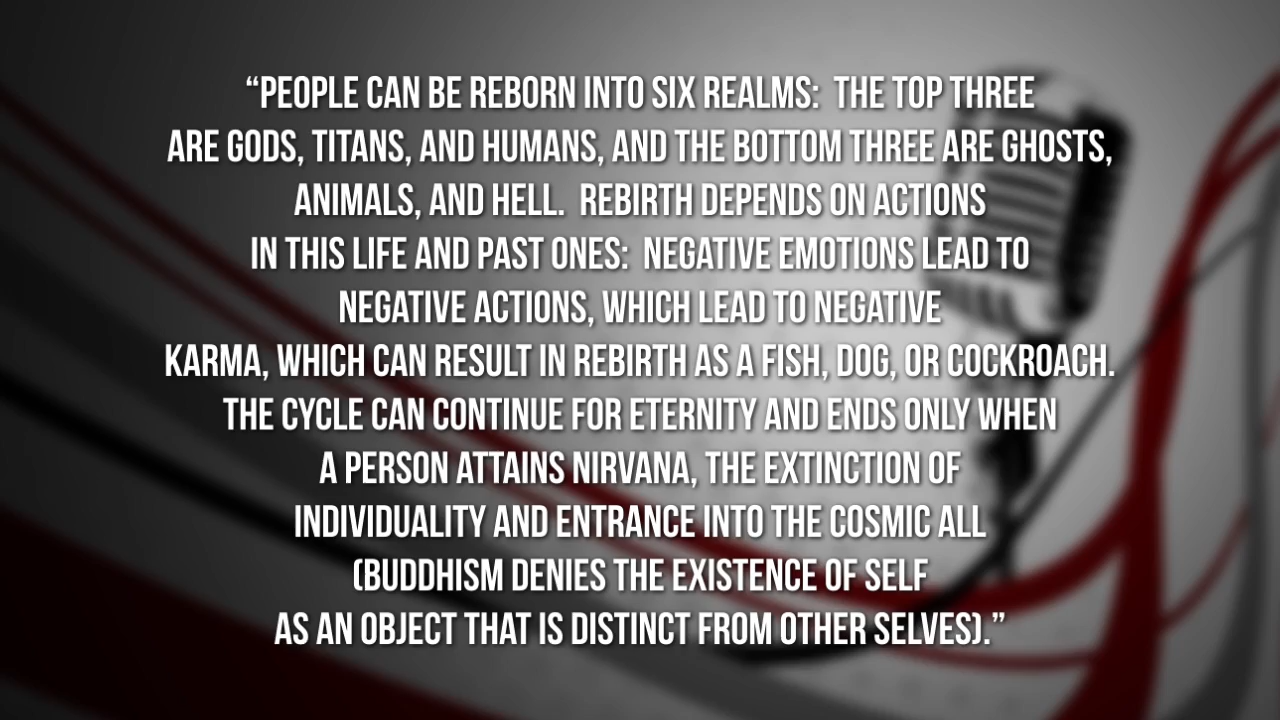 “PEOPLE CAN BE REBORN INTO SIX REALMS:  THE TOP THREE
ARE GODS, TITANS, AND HUMANS, AND THE BOTTOM THREE ARE GHOSTS,
ANIMALS, AND HELL.  REBIRTH DEPENDS ON ACTIONS
IN THIS LIFE AND PAST ONES:  NEGATIVE EMOTIONS LEAD TO
NEGATIVE ACTIONS, WHICH LEAD TO NEGATIVE
KARMA, WHICH CAN RESULT IN REBIRTH AS A FISH, DOG, OR COCKROACH.
THE CYCLE CAN CONTINUE FOR ETERNITY AND ENDS ONLY WHEN
A PERSON ATTAINS NIRVANA, THE EXTINCTION OF
INDIVIDUALITY AND ENTRANCE INTO THE COSMIC ALL
(BUDDHISM DENIES THE EXISTENCE OF SELF
AS AN OBJECT THAT IS DISTINCT FROM OTHER SELVES).”